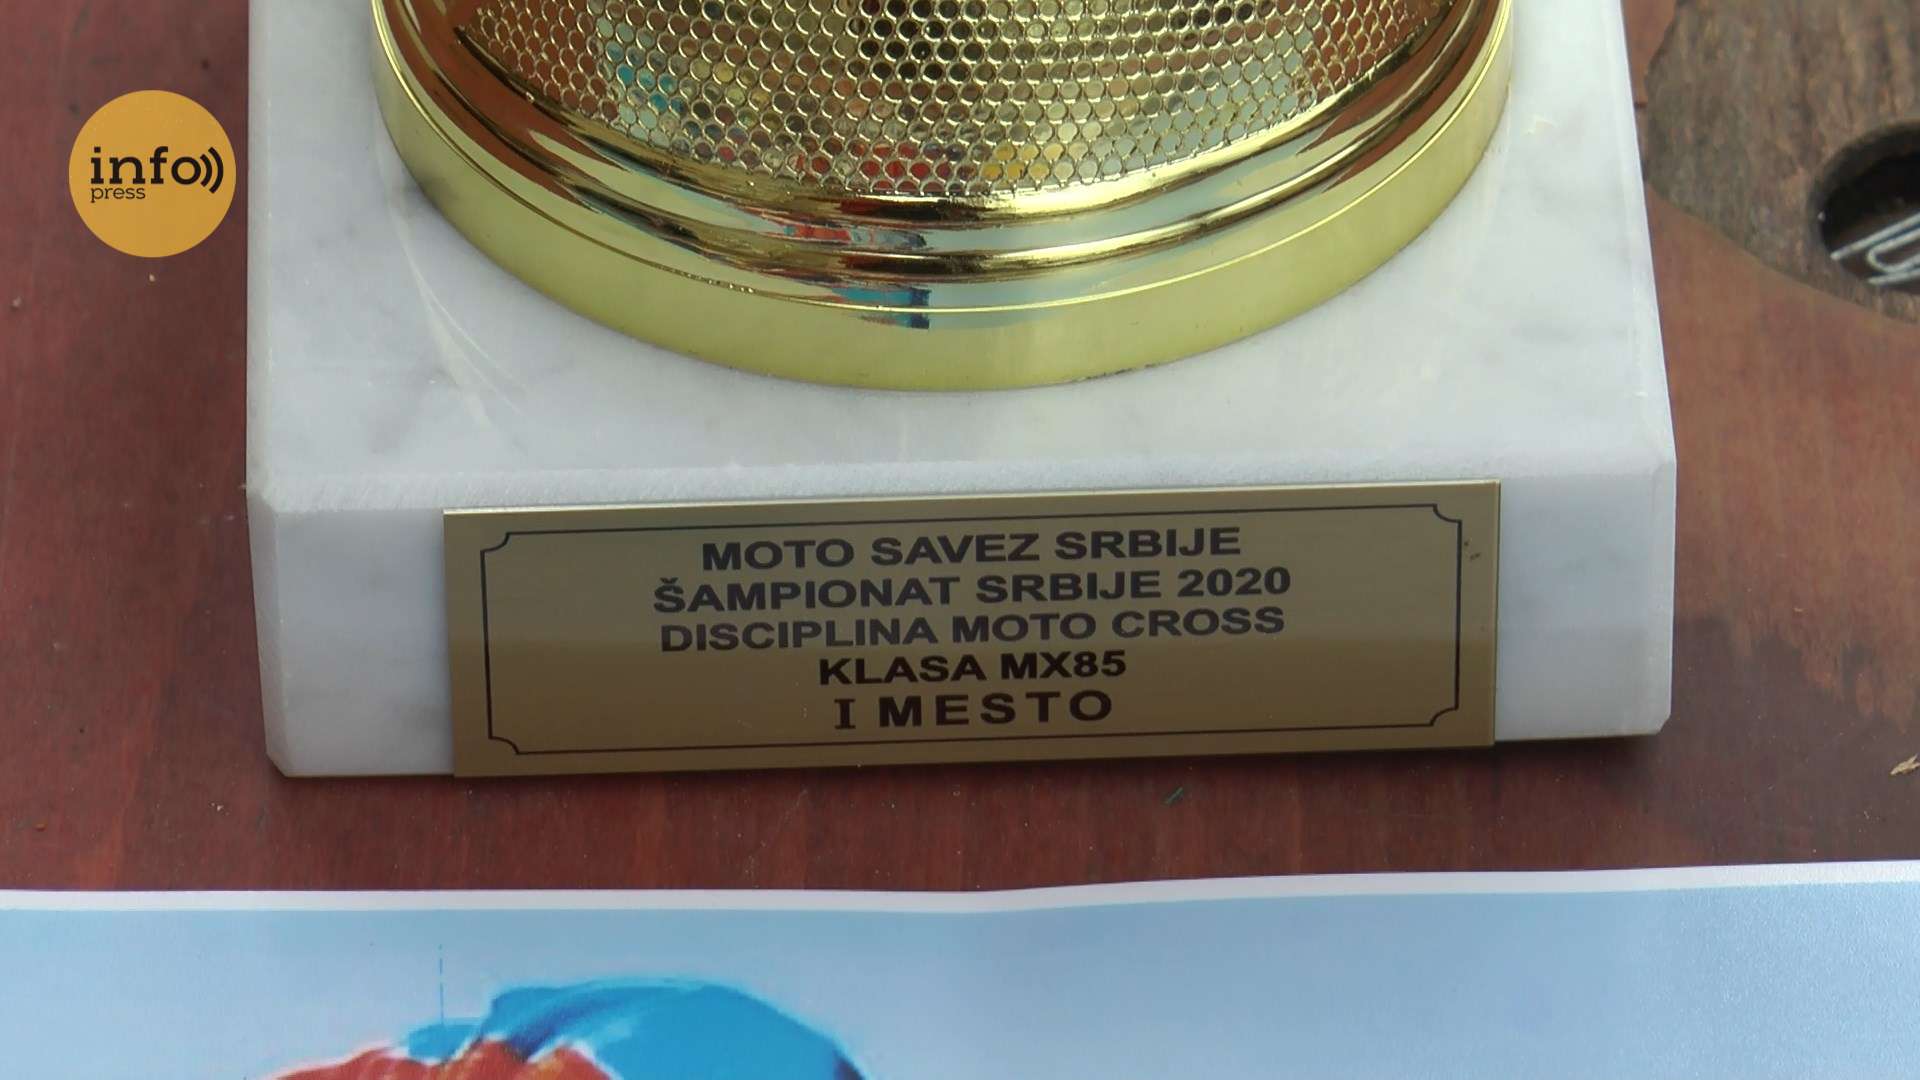 info
press
MOTO SAVEZ SRBIJE
ŠAMPIONAT SRBIJE 2020
DISCIPLINA MOTO CROSS
KLASA MX85
I MESTO